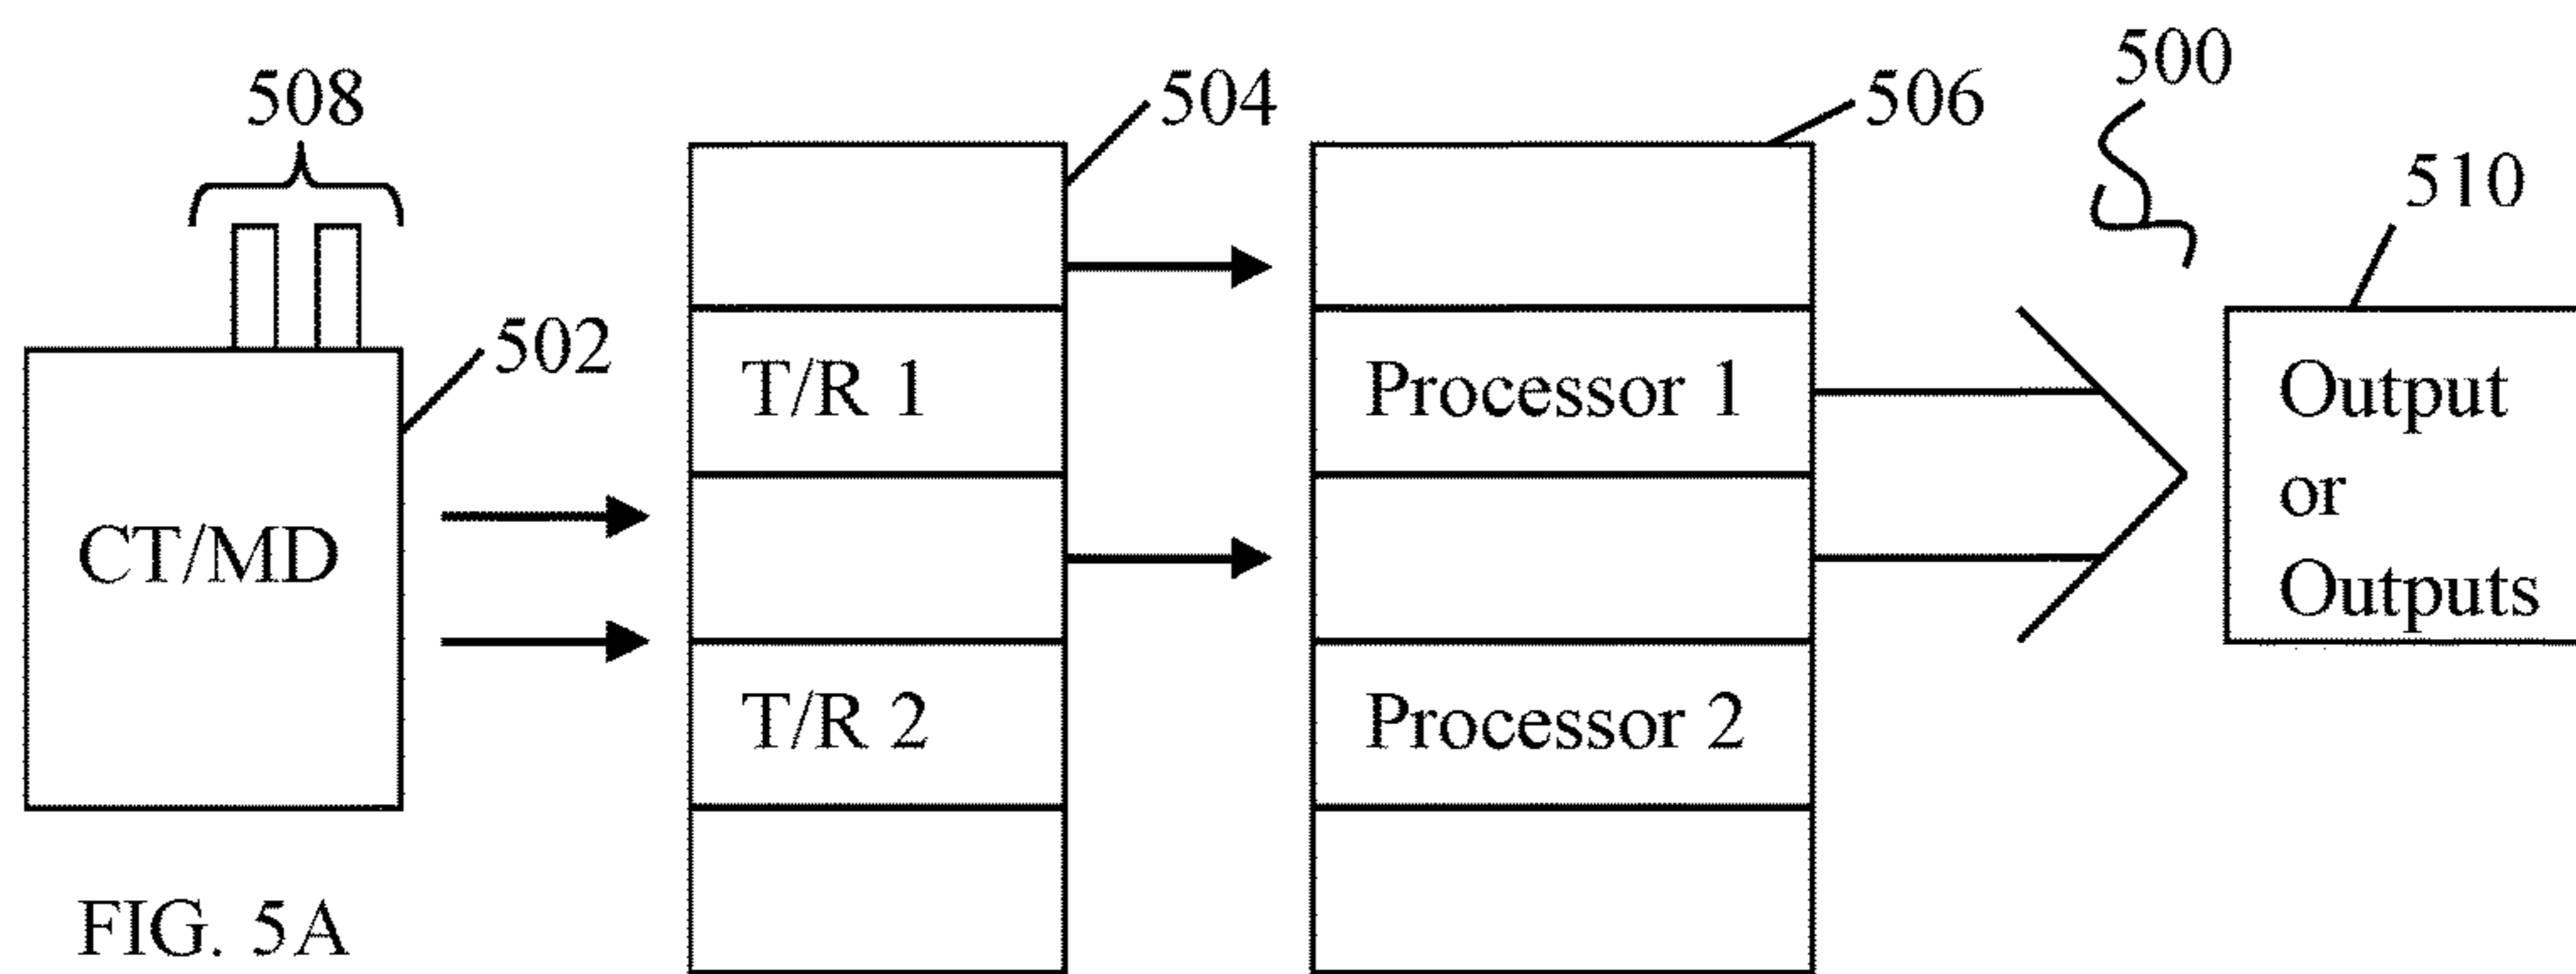 508
504
506
500
510
502
CT/MD
T/R 1
T/R 2
Processor 1
Processor 2
Output
or
Outputs
FIG. 5A